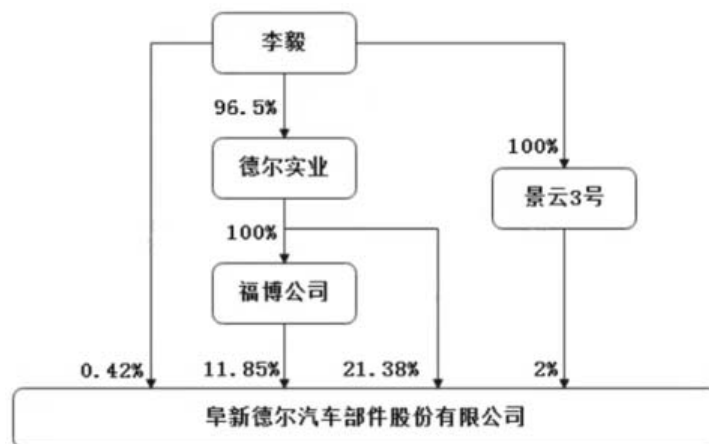 李毅
96.5%
德尔实业
100%
景云3号
100%
福博公司
0.42%
11.85%
21.38%
2%
阜新德尔汽车部件股份有限公司